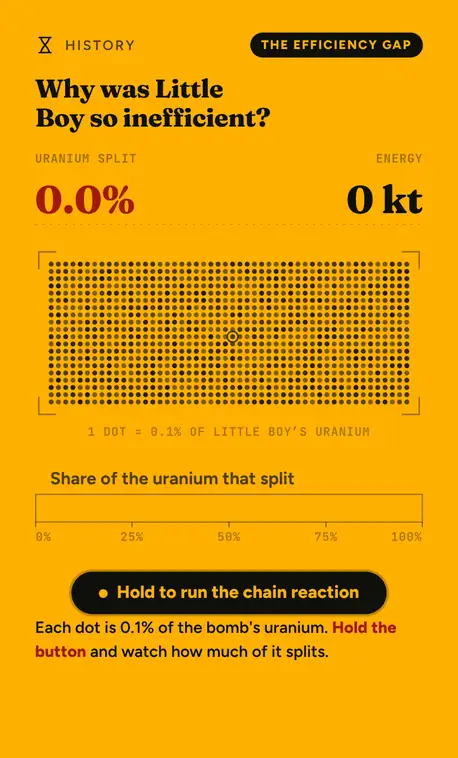 HISTORY
THE EFFICIENCY GAP
Why was Little
Boy so inefficient?
URANIUM SPLIT
ENERGY
0.0%
0 kt
1 DOT = 0.1% OF LITTLE BOY'S URANIUM
Share of the uranium that split
0% 25% 50% 75% 100%
Hold to run the chain reaction
Each dot is 0.1% of the bomb's uranium. Hold the
button and watch how much of it splits.